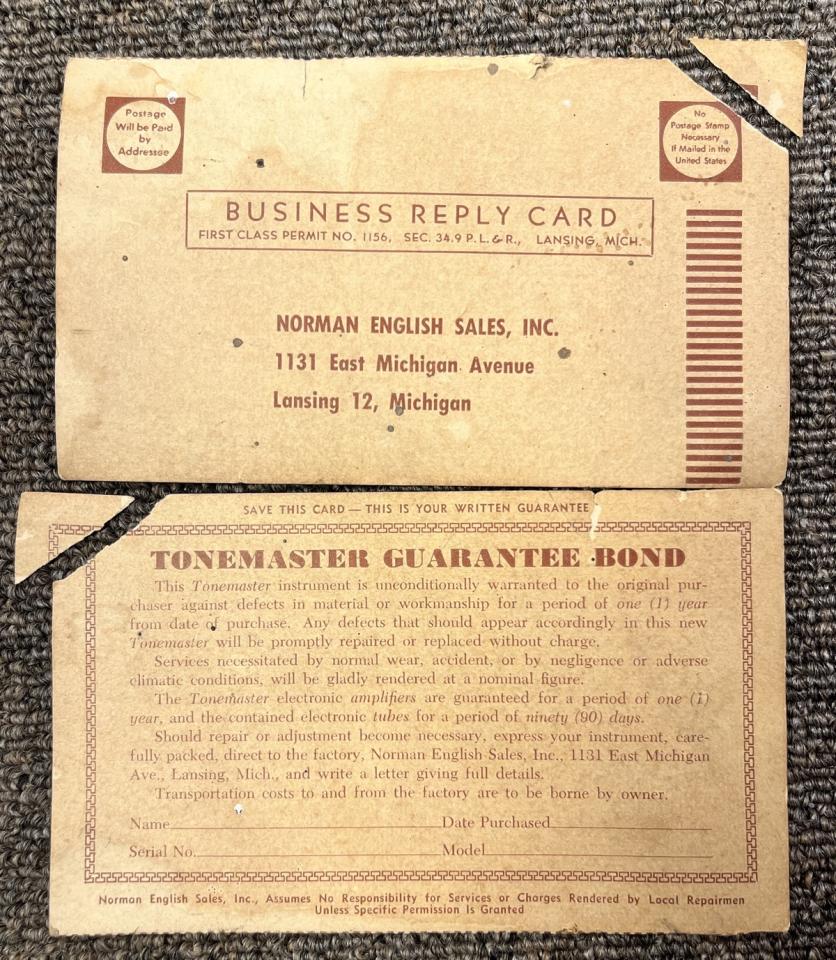 Postage
Will be Paid
by
Addressee
No
Postage Stamp
Necessary
If Mailed in the
United States
BUSINESS REPLY CARD
FIRST CLASS PERMIT NO. 1156, SEC. 34.9 P. L. & R., LANSING, MICH.
NORMAN ENGLISH SALES, INC.
1131 East Michigan Avenue
Lansing 12, Michigan
SAVE THIS CARD — THIS IS YOUR WRITTEN GUARANTEE
TONEMASTER GUARANTEE BOND
This Tonemaster instrument is unconditionally warranted to the original pur-
chaser against defects in material or workmanship for a period of one (1) year
from date of purchase. Any defects that should appear accordingly in this new
Tonemaster will be promptly repaired or replaced without charge.
Services necessitated by normal wear, accident, or by negligence or adverse
climatic conditions, will be gladly rendered at a nominal figure.
The Tonemaster electronic amplifiers are guaranteed for a period of one (1)
year, and the contained electronic tubes for a period of ninety (90) days.
Should repair or adjustment become necessary, express your instrument, care-
fully packed, direct to the factory, Norman English Sales, Inc., 1131 East Michigan
Ave., Lansing, Mich., and write a letter giving full details.
Transportation costs to and from the factory are to be borne by owner.
Name Date Purchased
Serial No. Model
Norman English Sales, Inc., Assumes No Responsibility for Services or Charges Rendered by Local Repairmen
Unless Specific Permission Is Granted